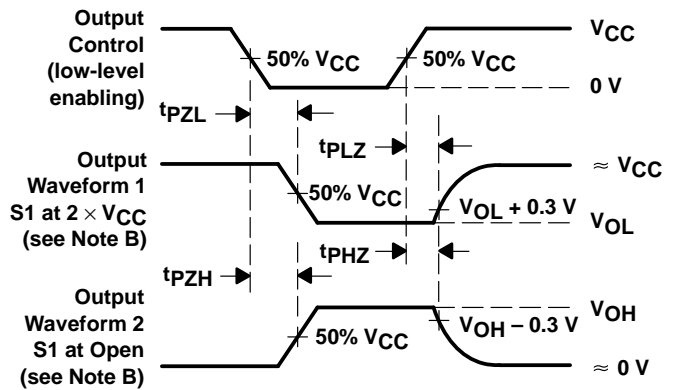 Output
Control
(low-level
enabling)
50% VCC
50% VCC
VCC
0 V
tPZL
tPLZ
Output
Waveform 1
S1 at 2 × VCC
(see Note B)
50% VCC
VOL + 0.3 V
≈ VCC
VOL
tPZH
tPHZ
Output
Waveform 2
S1 at Open
(see Note B)
50% VCC
VOH – 0.3 V
VOH
≈ 0 V